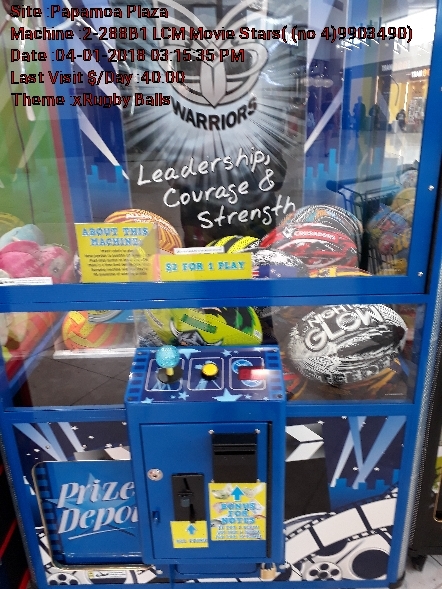 Site :Papamoa Plaza
Machine :2-288B1 LCM Movie Stars( (no 4)9903490)
Date :04-01-2018 03:15:35 PM
Last Visit $/Day :40.00
Theme :xRugby Balls
WARRIORS
Leadership,
Courage &
Strength
ABOUT THIS
MACHINE
$2 FOR 1 PLAY
GLOW
Prize
Depot
BONUS
FOR
NOTES